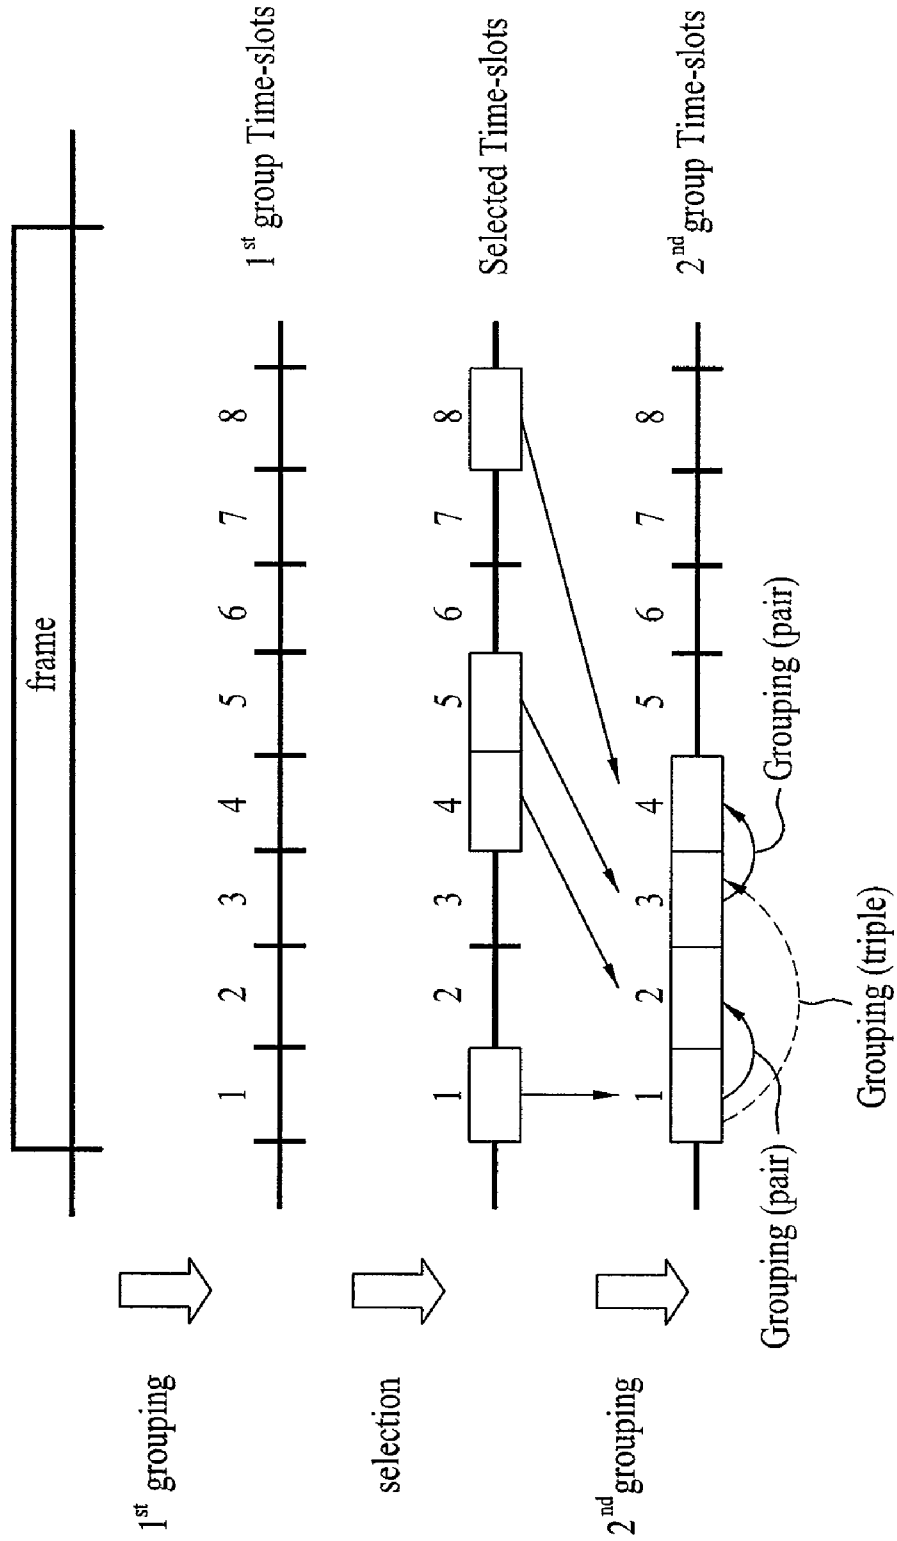 frame
1st grouping
1 2 3 4 5 6 7 8
1st group Time-slots
selection
1 2 3 4 5 6 7 8
Selected Time-slots
2nd grouping
1 2 3 4 5 6 7 8
2nd group Time-slots
Grouping (pair)
Grouping (triple)
Grouping (pair)